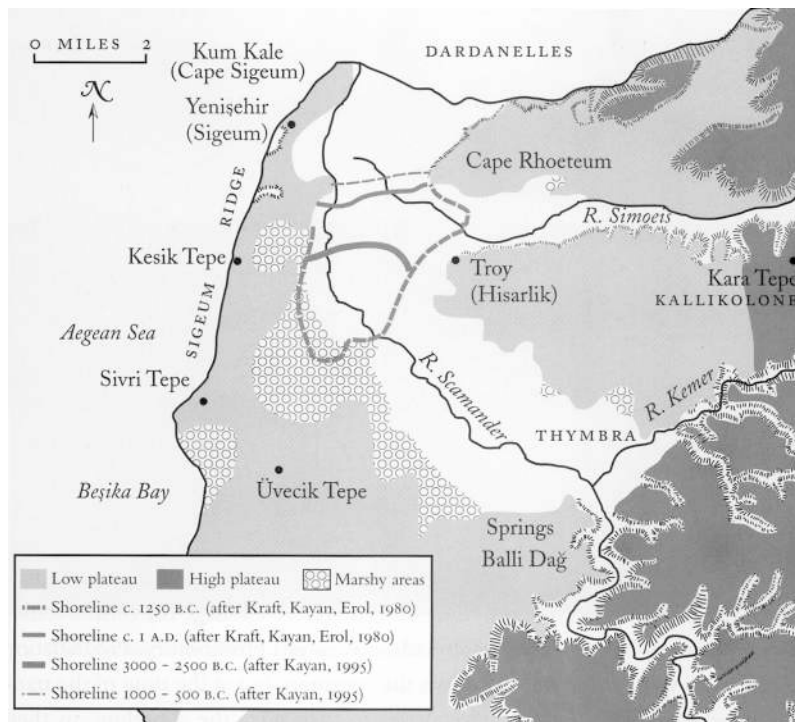 0 MILES 2
N
Kum Kale
(Cape Sigeum)
DARDANELLES
Yenişehir
(Sigeum)
Cape Rhoeteum
SIGEUM RIDGE
R. Simoeis
Kesik Tepe
Troy
(Hisarlik)
Kara Tepe
KALLIKOLONE
Aegean Sea
Sivri Tepe
R. Scamander
R. Kemer
THYMBRA
Beşika Bay
Üvecik Tepe
Springs
Balli Dağ
Low plateau High plateau Marshy areas
Shoreline c. 1250 B.C. (after Kraft, Kayan, Erol, 1980)
Shoreline c. 1 A.D. (after Kraft, Kayan, Erol, 1980)
Shoreline 3000 - 2500 B.C. (after Kayan, 1995)
Shoreline 1000 - 500 B.C. (after Kayan, 1995)